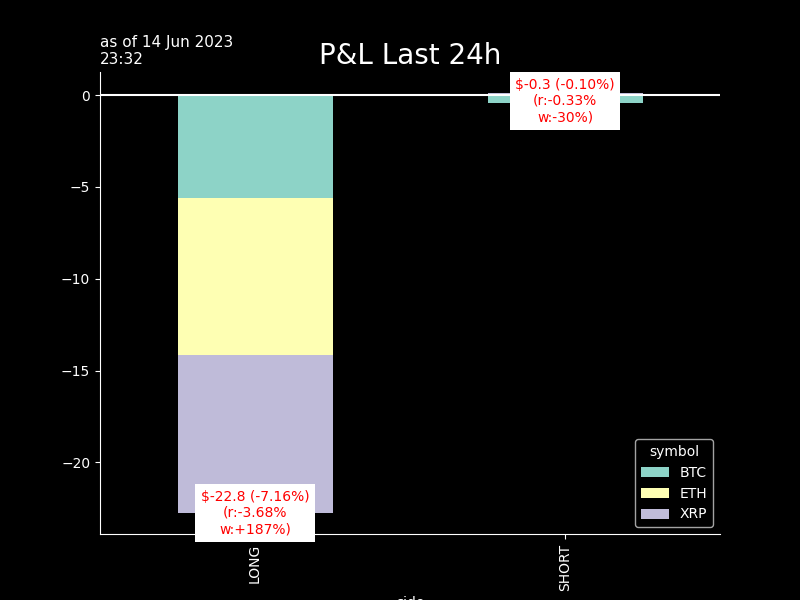 as of 14 Jun 2023
23:32
P&L Last 24h
0
−5
−10
−15
−20
$-0.3 (-0.10%)
(r:-0.33%
w:-30%)
$-22.8 (-7.16%)
(r:-3.68%
w:+187%)
symbol
BTC
ETH
XRP
LONG
SHORT
side